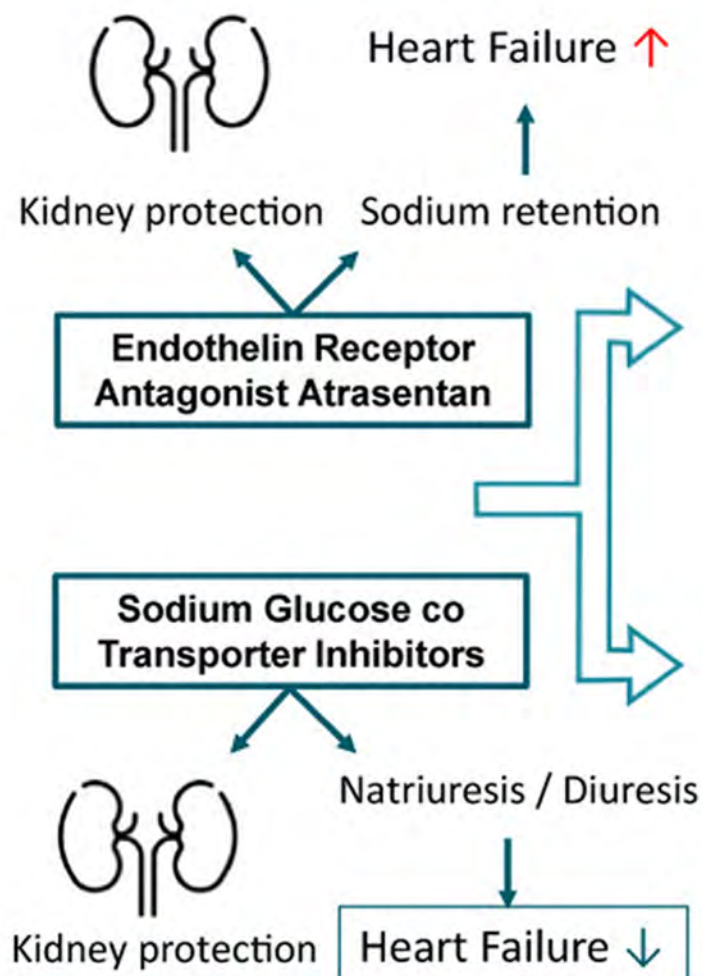 Heart Failure ↑
Kidney protection
Sodium retention
Endothelin Receptor
Antagonist Atrasentan
Sodium Glucose co
Transporter Inhibitors
Natriuresis / Diuresis
Kidney protection
Heart Failure ↓